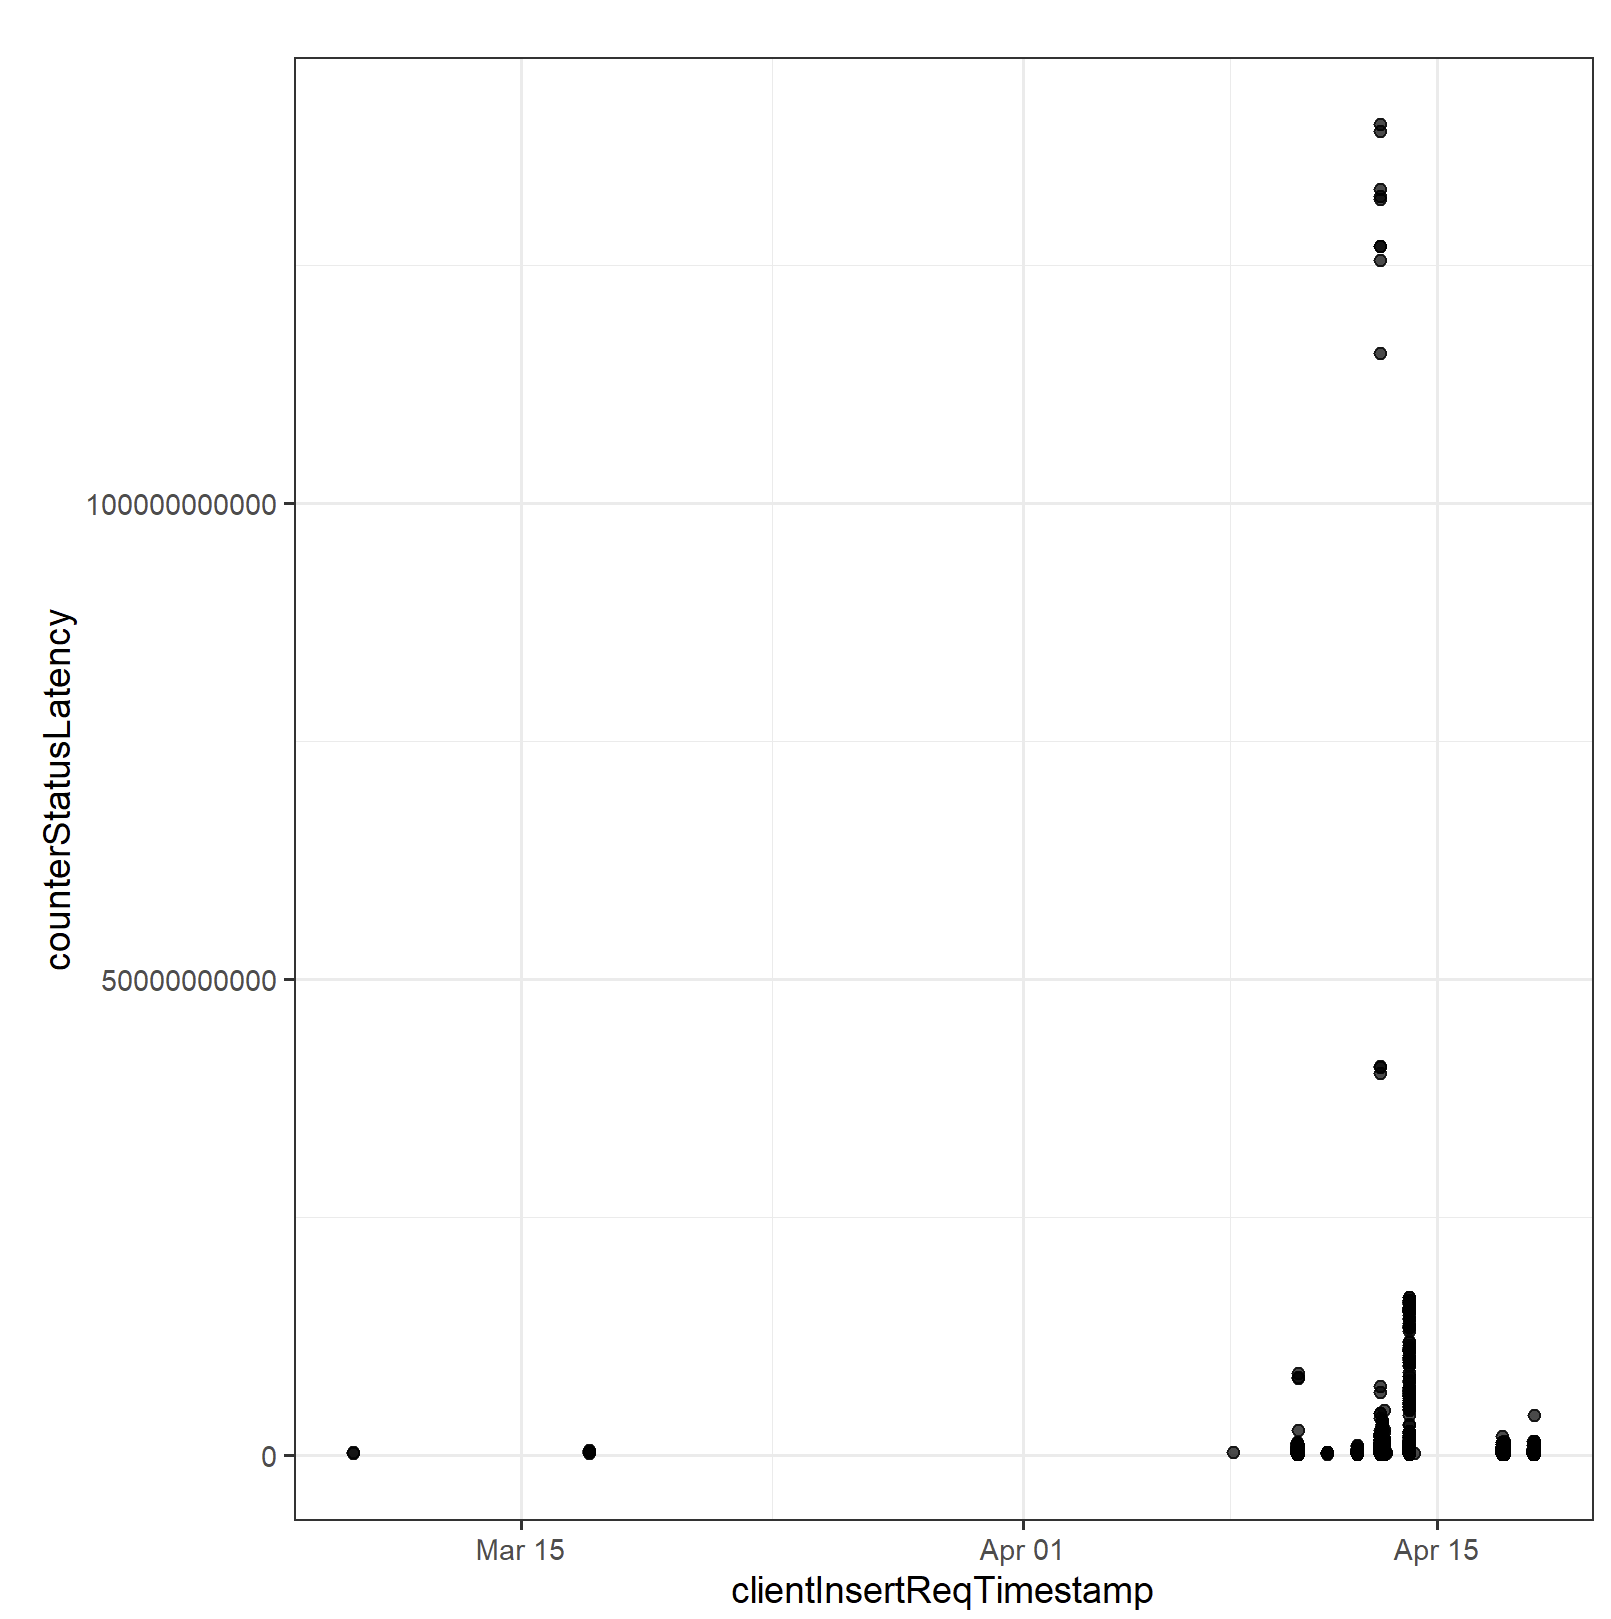 counterStatusLatency
100000000000
50000000000
0
Mar 15
Apr 01
Apr 15
clientInsertReqTimestamp